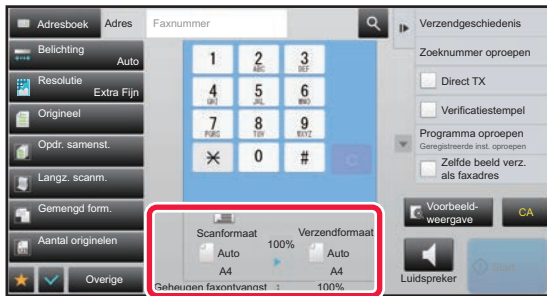 Adresboek
Adres
Faxnummer
Verzendgeschiedenis
Belichting
Auto
Zoeknummer oproepen
Resolutie
Extra Fijn
Direct TX
Origineel
Verificatiestempel
Opdr. samenst.
Programma oproepen
Geregistreerde inst. oproepen
Langz. scanm.
Zelfde beeld verz.
als faxadres
Gemengd form.
Aantal originelen
Overige
1
2
ABC
3
DEF
4
GHI
5
JKL
6
MNO
7
PQRS
8
TUV
9
WXYZ
0
#
C
Scanformaat
Auto
A4
100%
Verzendformaat
Auto
A4
Geheugen faxontvangst : 100%
Voorbeeld-
weergave
CA
Luidspreker
Start